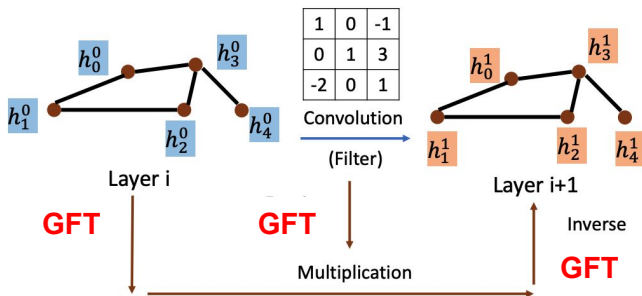 1 0 -1
0 1 3
-2 0 1
h_0^0
h_3^0
h_1^0
h_2^0
h_4^0
Layer i
Convolution
(Filter)
h_0^1
h_3^1
h_1^1
h_2^1
h_4^1
Layer i+1
GFT
GFT
Inverse
GFT
Multiplication